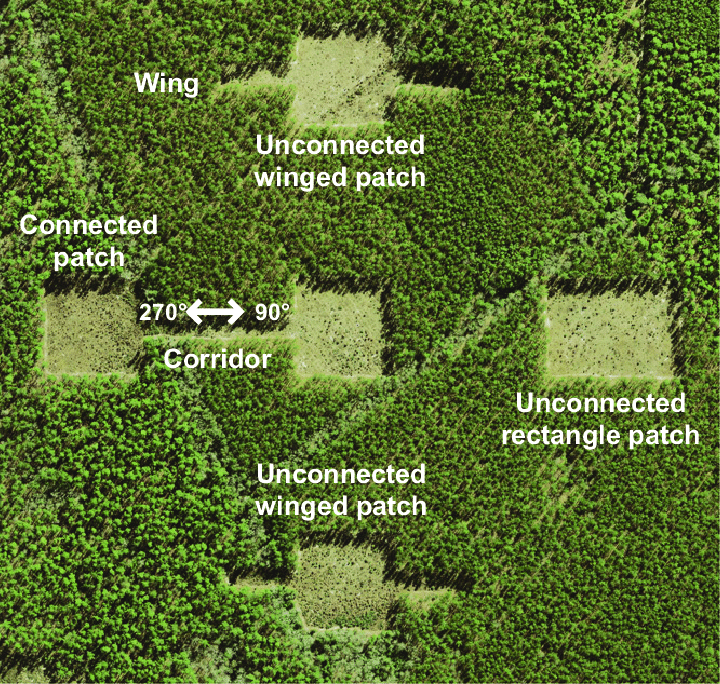 Wing
Unconnected
winged patch
Connected
patch
270° 90°
Corridor
Unconnected
rectangle patch
Unconnected
winged patch